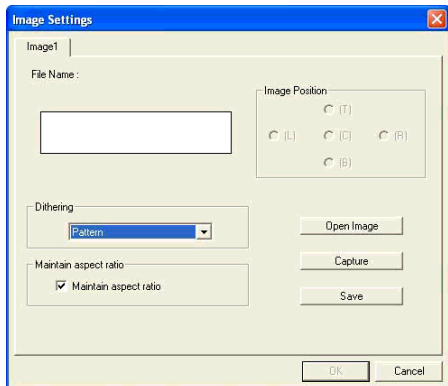 Image Settings
Image1
File Name :
Image Position
(T)
(L) (C) (R)
(B)
Dithering
Pattern
Open Image
Maintain aspect ratio
Capture
Maintain aspect ratio
Save
OK Cancel